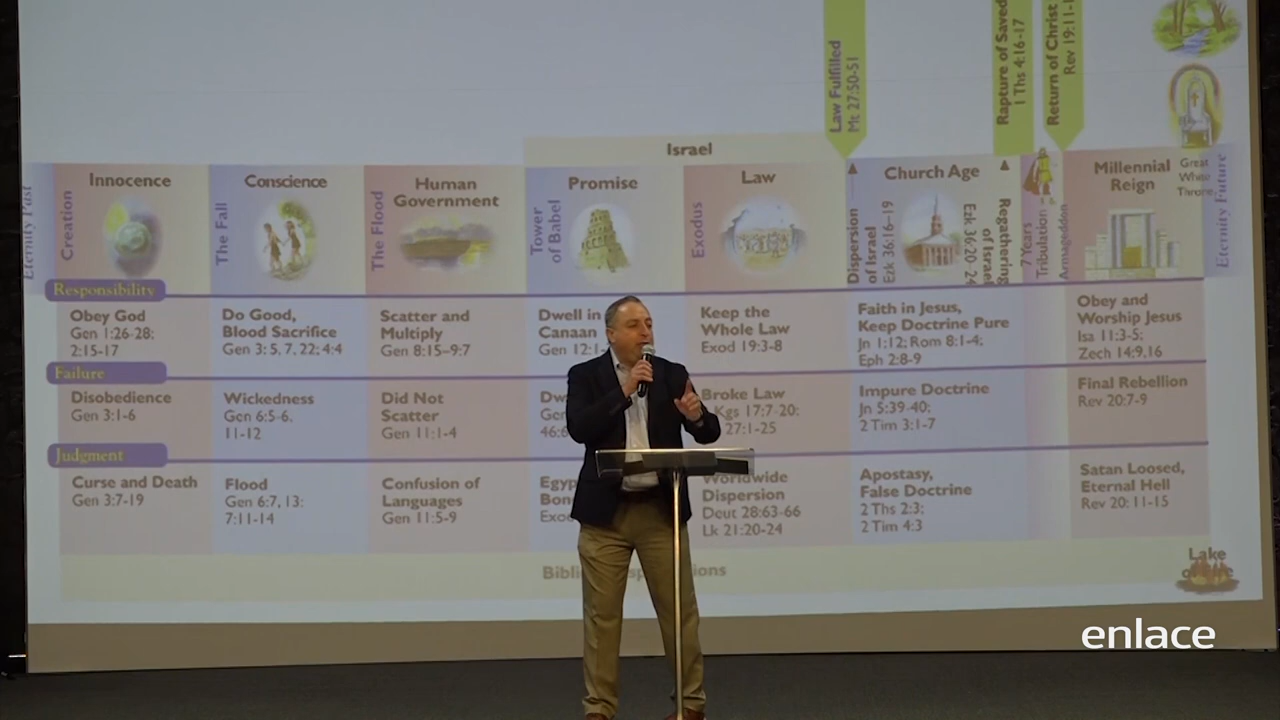 Law Fulfilled
Mt 27:50-51
Rapture of Saved
1 Ths 4:16-17
Return of Christ
Rev 19:11-
Israel
Eternity Past
Creation
Innocence
The Fall
Conscience
The Flood
Human
Government
Tower
of Babel
Promise
Exodus
Law
Dispersion
of Israel
Ezk 36:16-19
Church Age
Ezk 36:20-24
Regathering
of Israel
7 Years
Tribulation
Armageddon
Millennial
Reign
Great
White
Throne
Eternity Future
Responsibility
Obey God
Gen 1:26-28;
2:15-17
Do Good,
Blood Sacrifice
Gen 3:5, 7, 22; 4:4
Scatter and
Multiply
Gen 8:15–9:7
Dwell in
Canaan
Gen 12:1-
Keep the
Whole Law
Exod 19:3-8
Faith in Jesus,
Keep Doctrine Pure
Jn 1:12; Rom 8:1-4;
Eph 2:8-9
Obey and
Worship Jesus
Isa 11:3-5;
Zech 14:9,16
Failure
Disobedience
Gen 3:1-6
Wickedness
Gen 6:5-6,
11-12
Did Not
Scatter
Gen 11:1-4
Broke Law
Kgs 17:7-20;
27:1-25
Impure Doctrine
Jn 5:39-40;
2 Tim 3:1-7
Final Rebellion
Rev 20:7-9
Judgment
Curse and Death
Gen 3:7-19
Flood
Gen 6:7, 13;
7:11-14
Confusion of
Languages
Gen 11:5-9
Worldwide
Dispersion
Deut 28:63-66
Lk 21:20-24
Apostasy,
False Doctrine
2 Ths 2:3;
2 Tim 4:3
Satan Loosed,
Eternal Hell
Rev 20:11-15
Lake
enlace